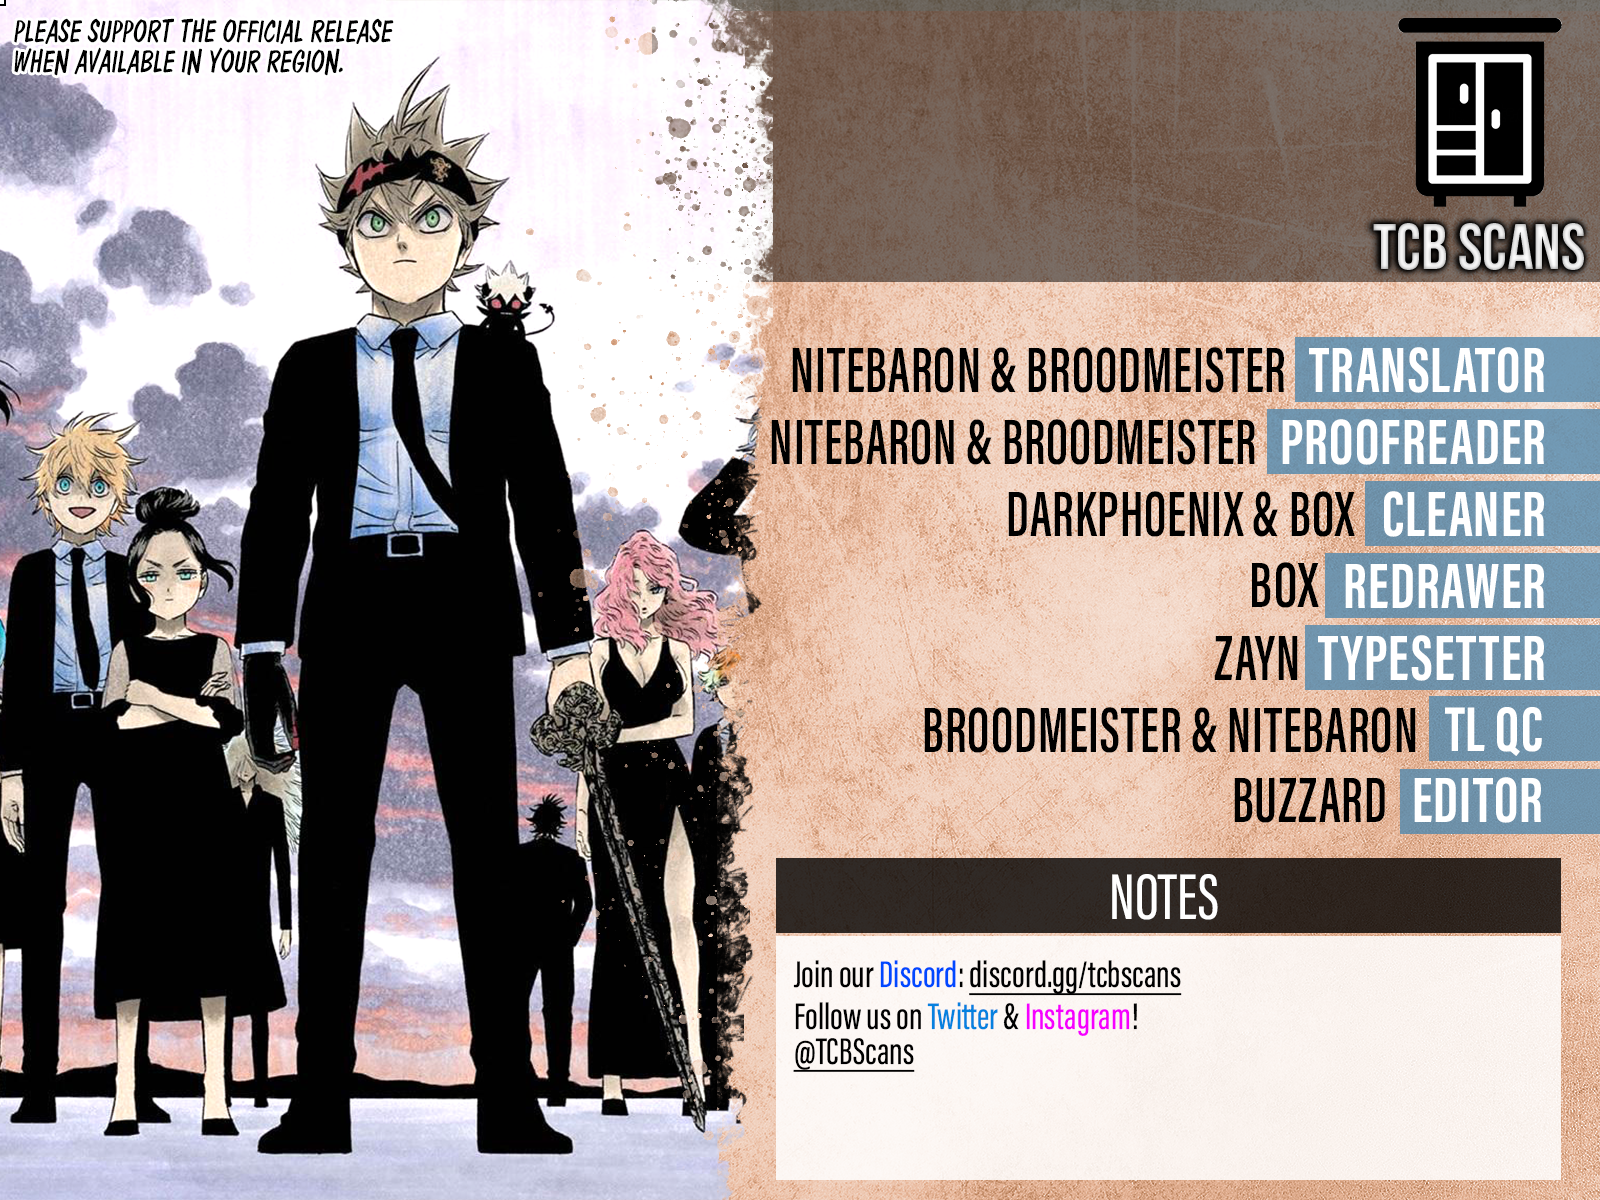 PLEASE SUPPORT THE OFFICIAL RELEASE
WHEN AVAILABLE IN YOUR REGION.
TCB SCANS
NITEBARON & BROODMEISTER TRANSLATOR
NITEBARON & BROODMEISTER PROOFREADER
DARKPHOENIX & BOX CLEANER
BOX REDRAWER
ZAYN TYPESETTER
BROODMEISTER & NITEBARON TL QC
BUZZARD EDITOR
NOTES
Join our Discord: discord.gg/tcbscans
Follow us on Twitter & Instagram!
@TCBScans